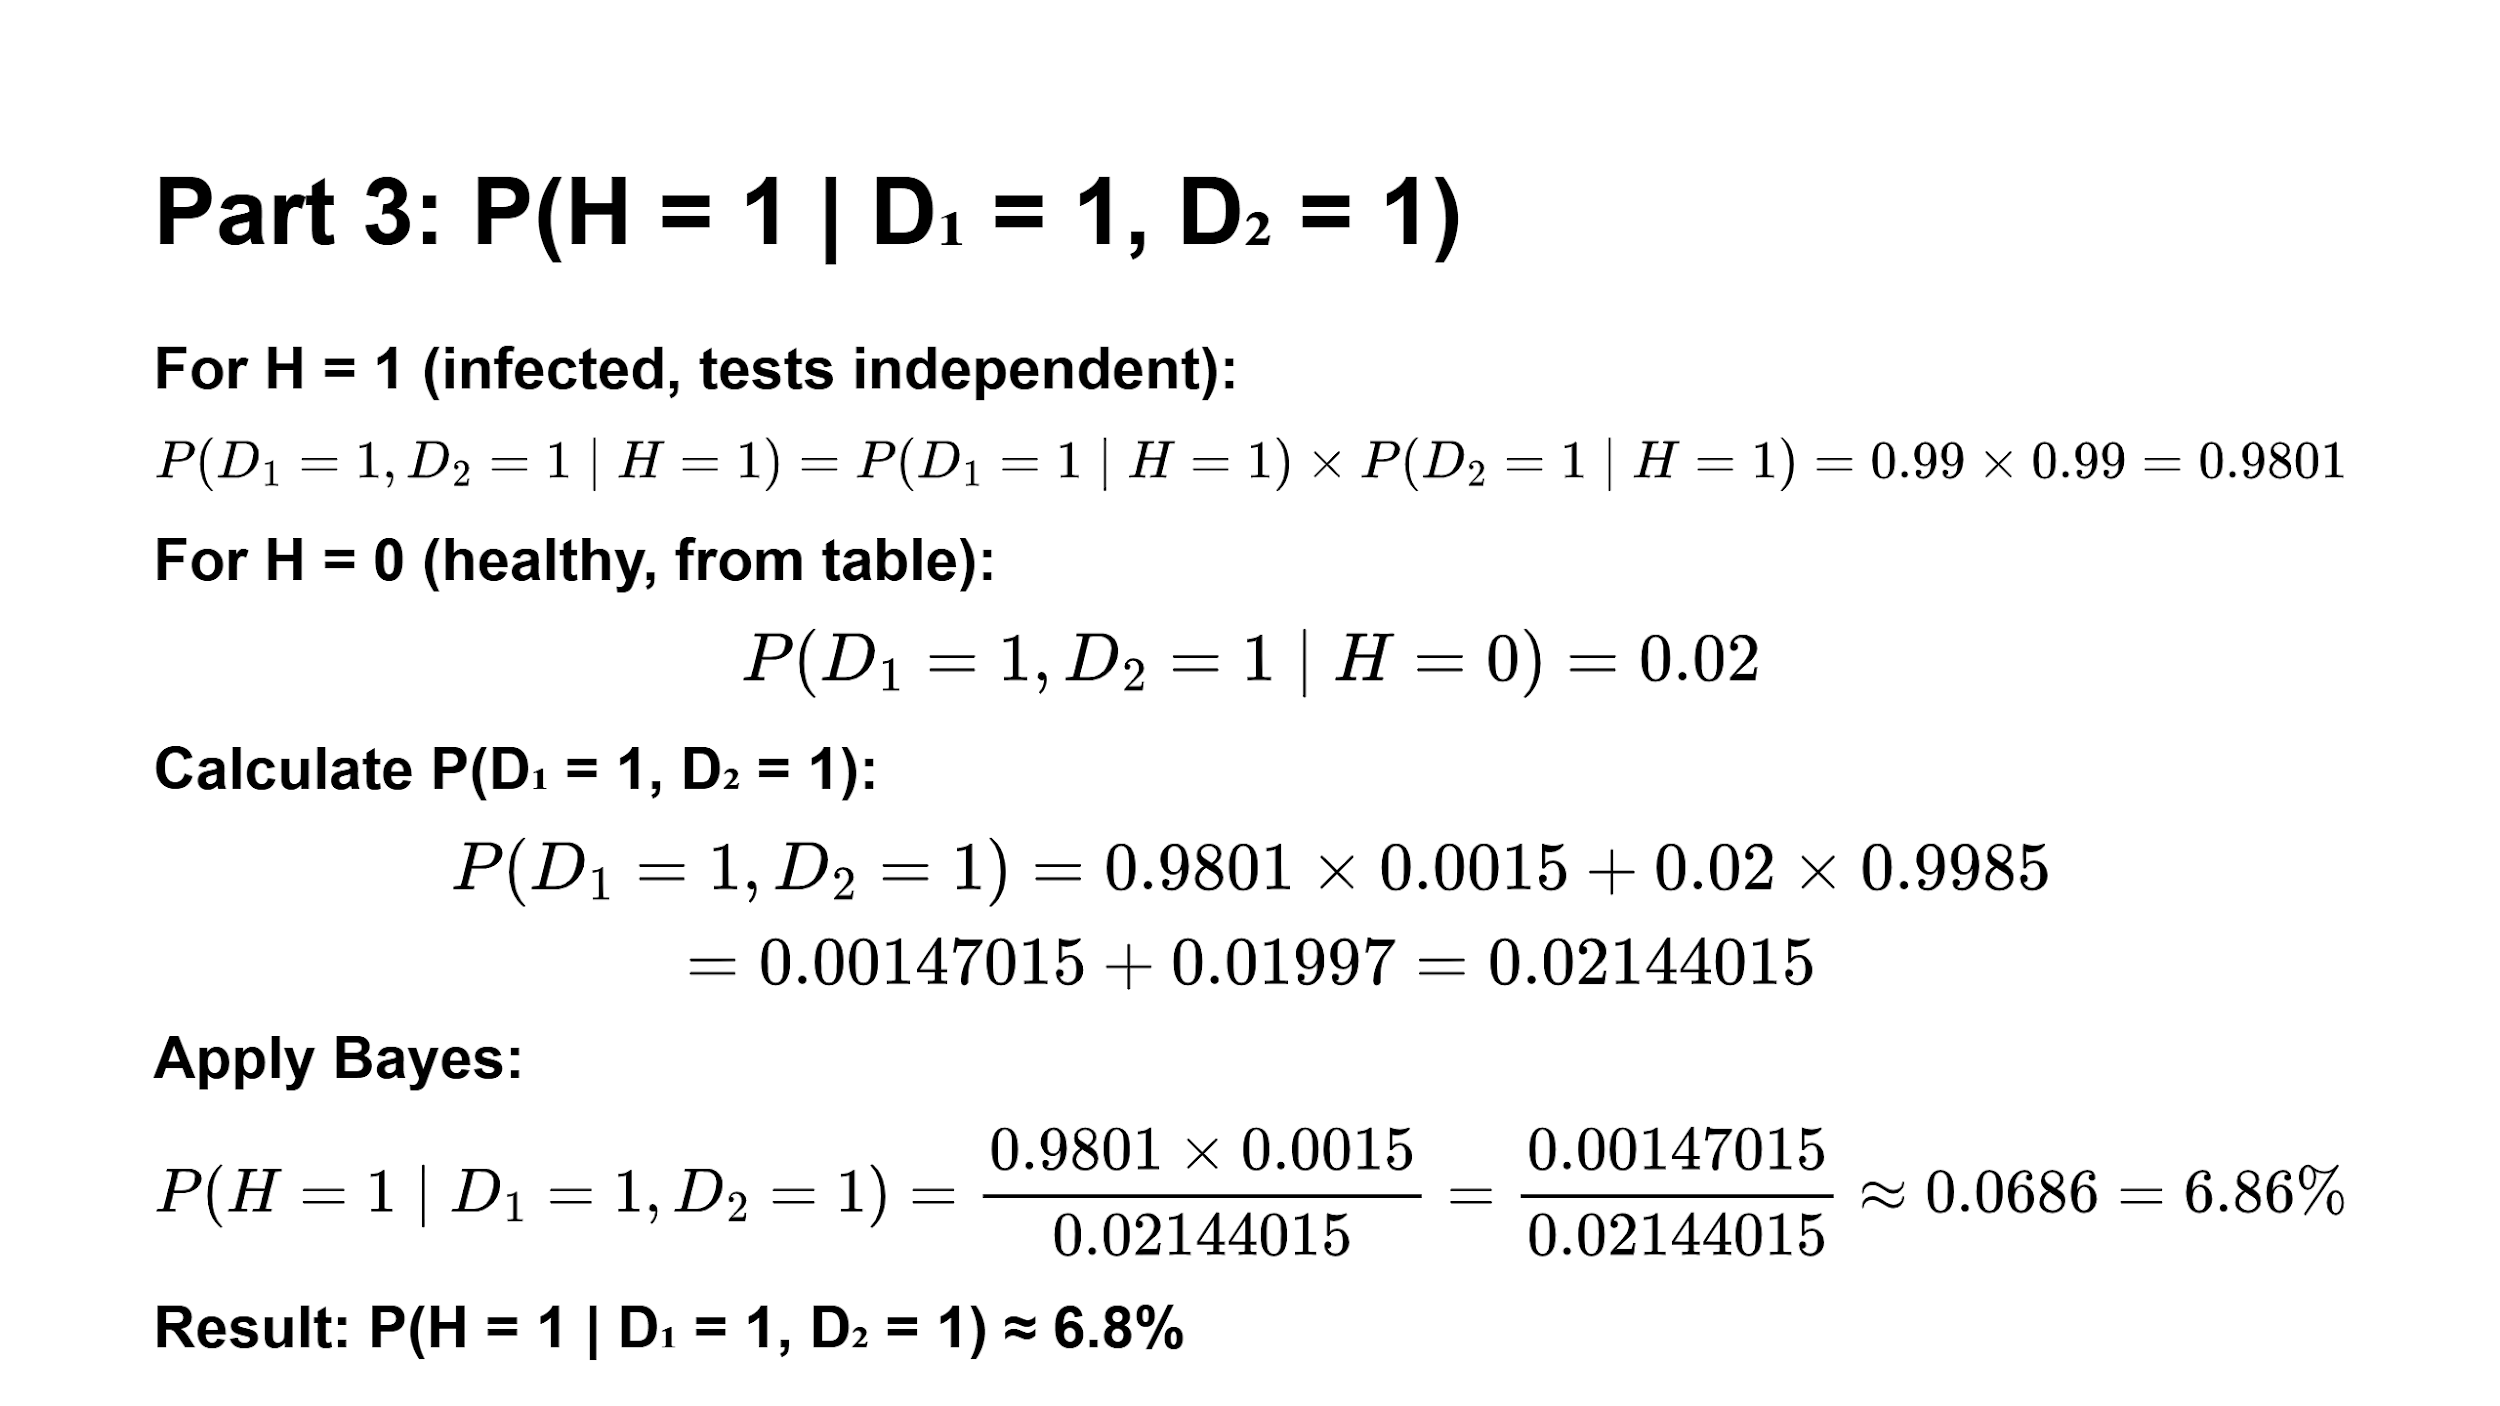 Part 3: P(H = 1 | D₁ = 1, D₂ = 1)
For H = 1 (infected, tests independent):
P(D₁ = 1, D₂ = 1 | H = 1) = P(D₁ = 1 | H = 1) × P(D₂ = 1 | H = 1) = 0.99 × 0.99 = 0.9801
For H = 0 (healthy, from table):
P(D₁ = 1, D₂ = 1 | H = 0) = 0.02
Calculate P(D₁ = 1, D₂ = 1):
P(D₁ = 1, D₂ = 1) = 0.9801 × 0.0015 + 0.02 × 0.9985
= 0.00147015 + 0.01997 = 0.02144015
Apply Bayes:
P(H = 1 | D₁ = 1, D₂ = 1) = (0.9801 × 0.0015)/0.02144015 = 0.00147015/0.02144015 ≈ 0.0686 = 6.86%
Result: P(H = 1 | D₁ = 1, D₂ = 1) ≈ 6.8%